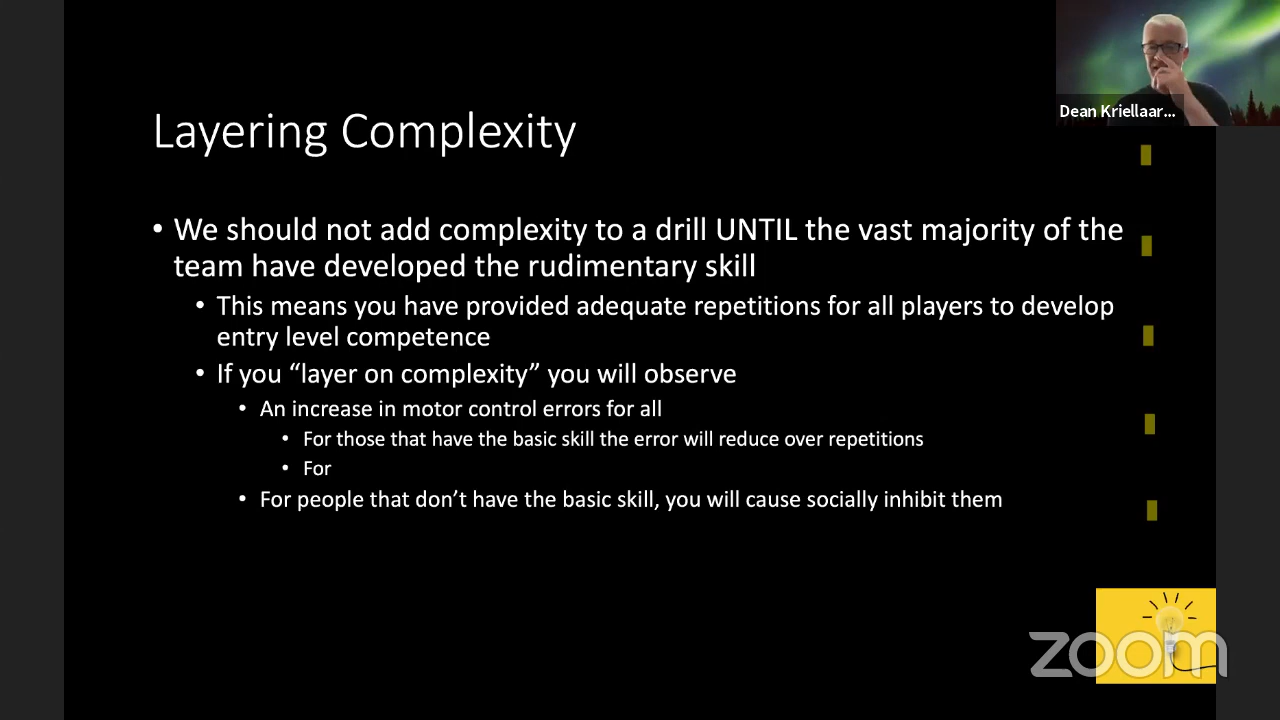 Dean Kriellaar...
Layering Complexity
• We should not add complexity to a drill UNTIL the vast majority of the
team have developed the rudimentary skill
• This means you have provided adequate repetitions for all players to develop
entry level competence
• If you “layer on complexity” you will observe
• An increase in motor control errors for all
• For those that have the basic skill the error will reduce over repetitions
• For
• For people that don’t have the basic skill, you will cause socially inhibit them
zoom